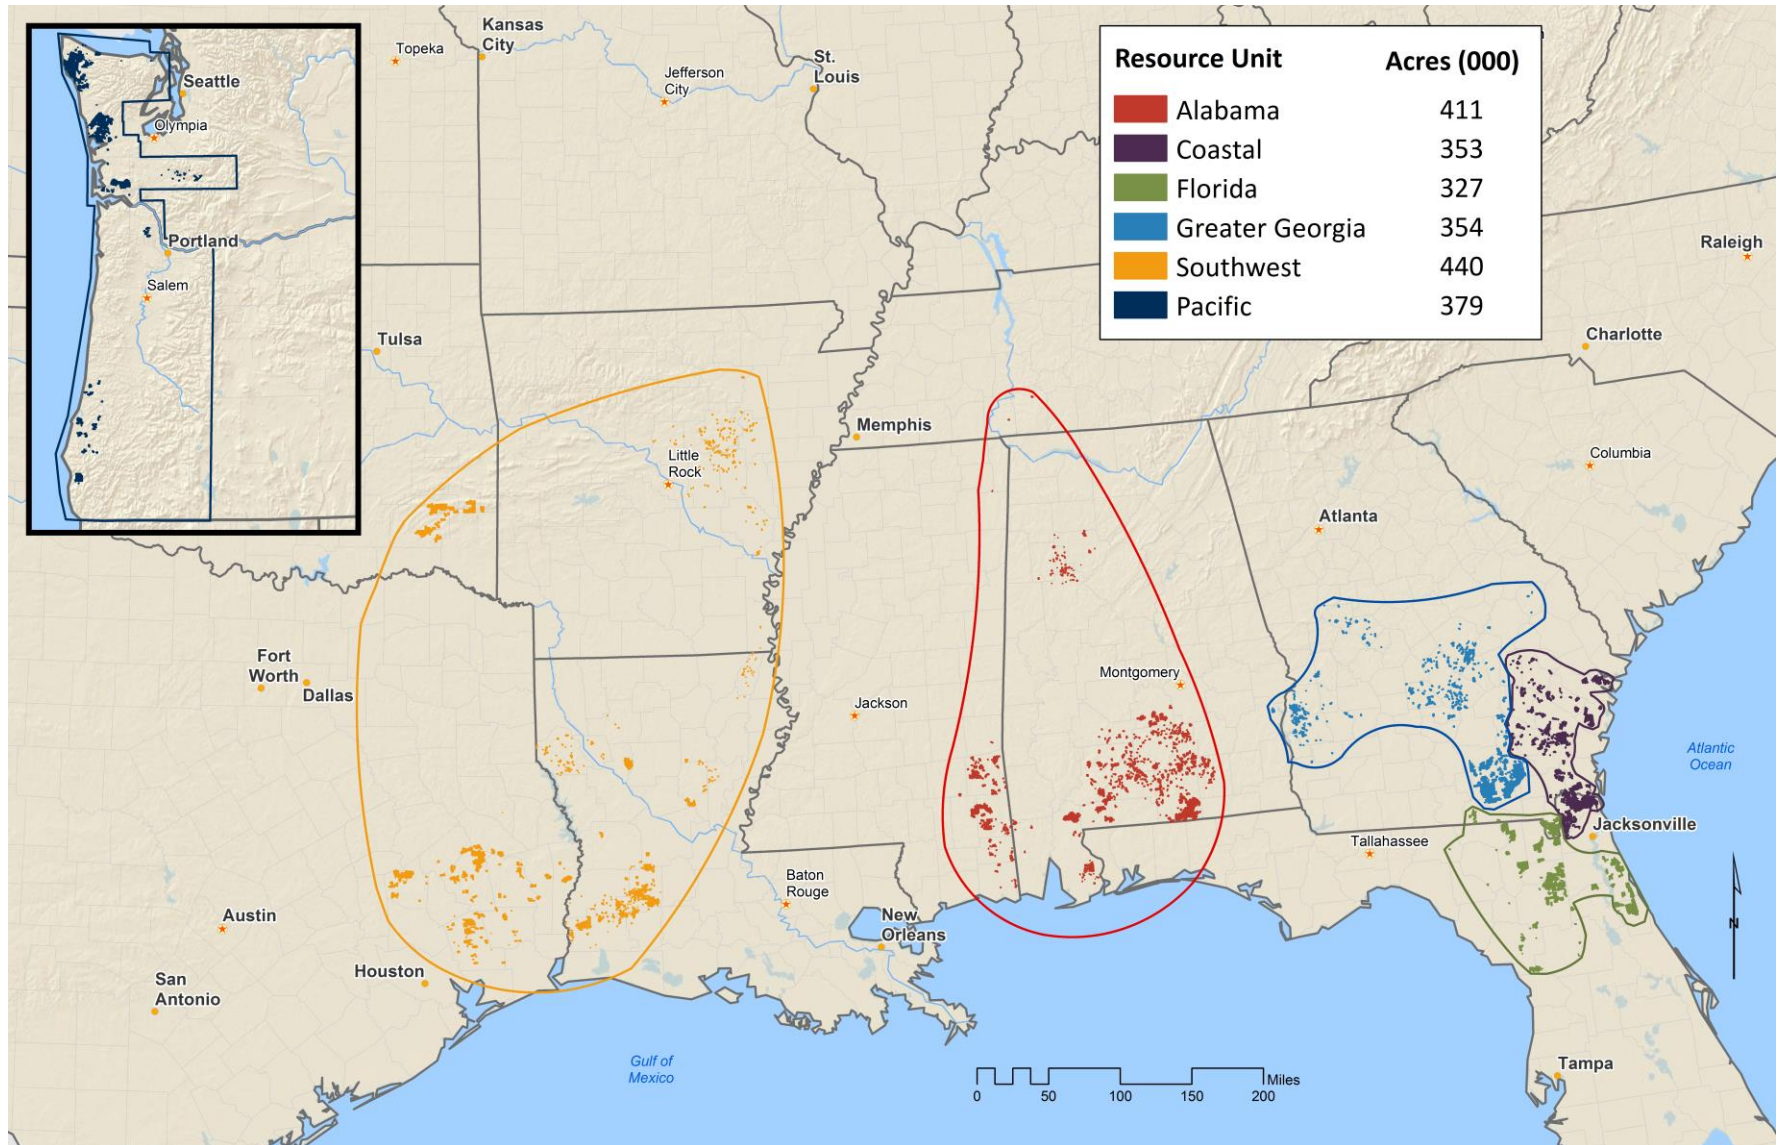 Resource Unit Acres (000)
Alabama 411
Coastal 353
Florida 327
Greater Georgia 354
Southwest 440
Pacific 379
Seattle
Olympia
Portland
Salem
Topeka
Kansas
City
Jefferson
City
St.
Louis
Raleigh
Tulsa
Charlotte
Memphis
Little
Rock
Columbia
Atlanta
Fort
Worth
Dallas
Montgomery
Jackson
Atlantic
Ocean
Jacksonville
Tallahassee
Baton
Rouge
Austin
New
Orleans
N
Houston
San
Antonio
Gulf of
Mexico
Tampa
Miles
0 50 100 150 200